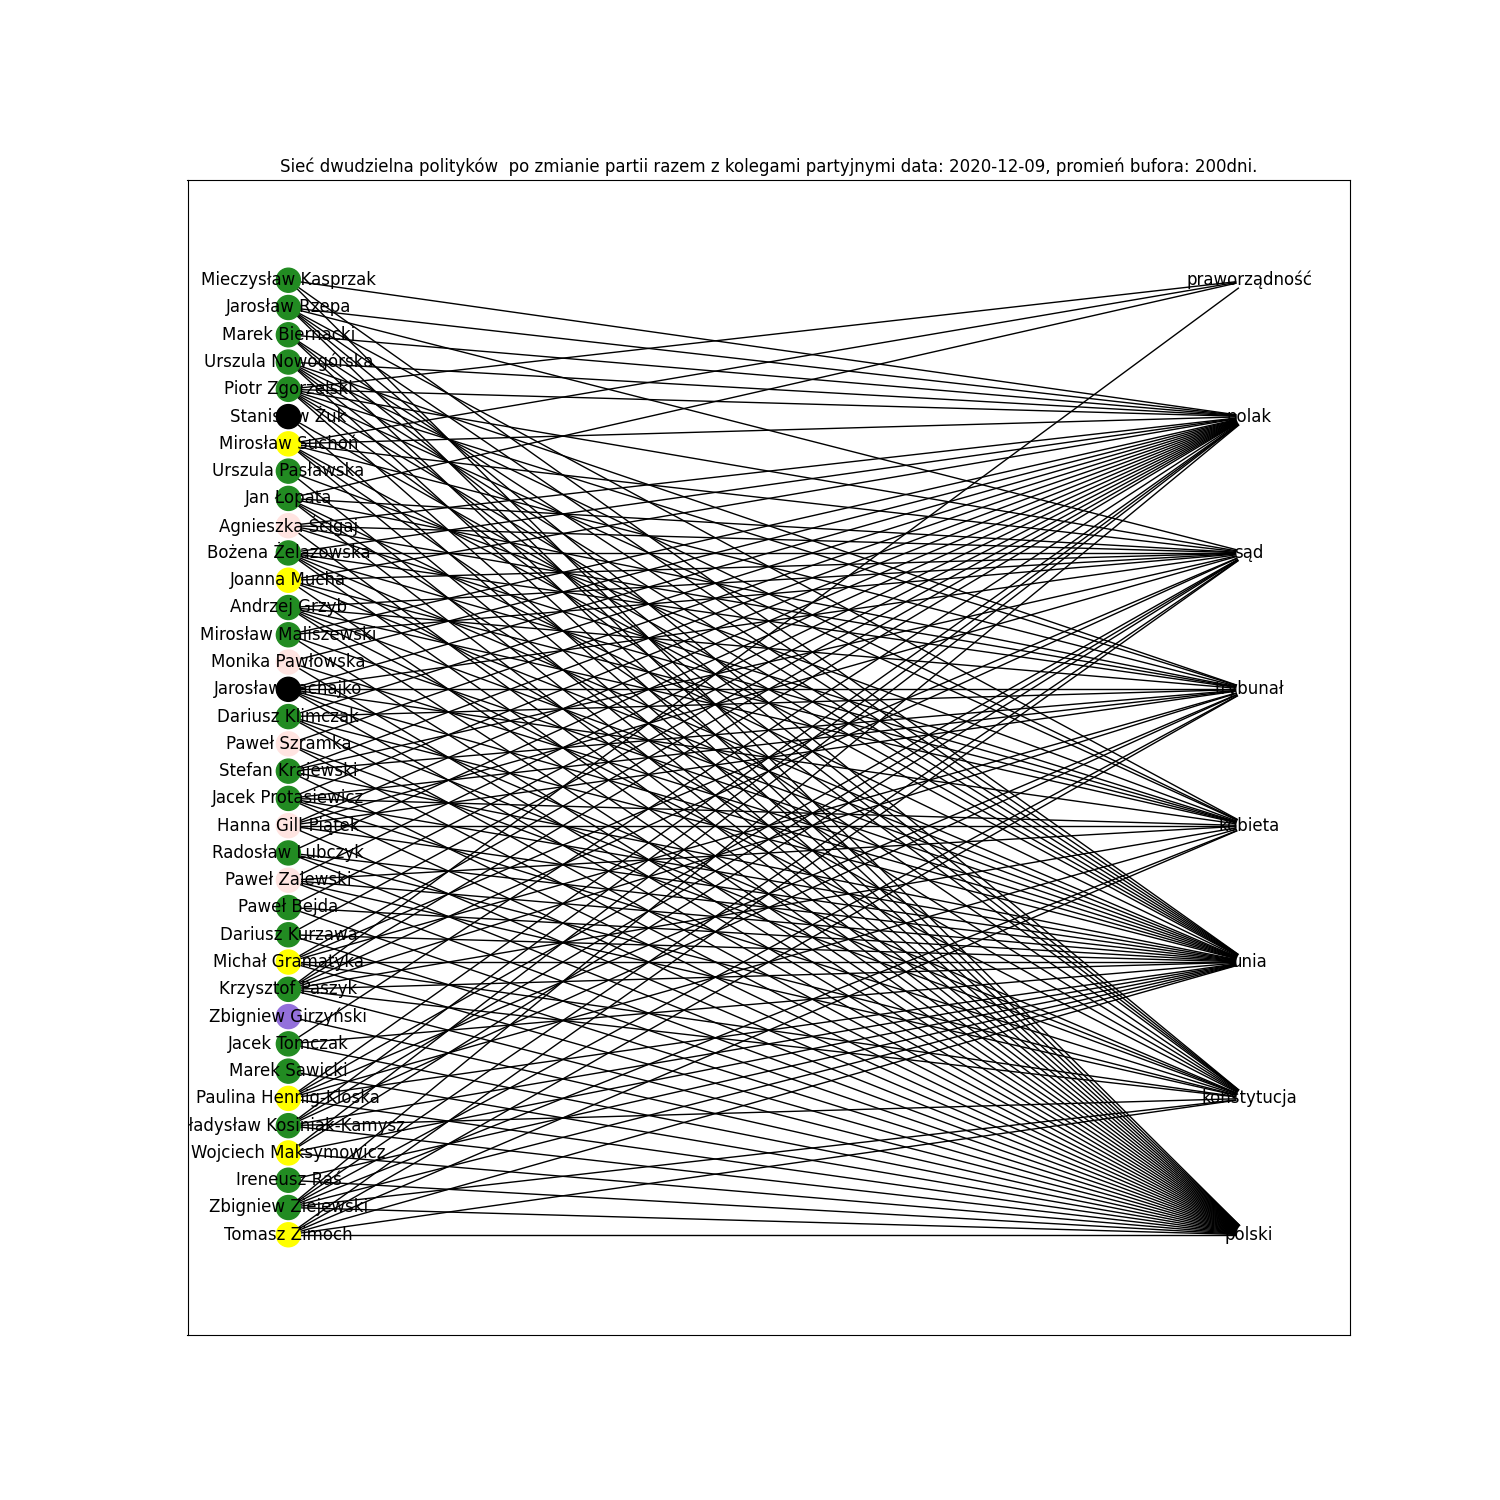 Sieć dwudzielna polityków  po zmianie partii razem z kolegami partyjnymi data: 2020-12-09, promień bufora: 200dni.
Mieczysław Kasprzak
praworządność
Jarosław Rzepa
Marek Biernacki
Urszula Nowogórska
Piotr Zgorzelski
Stanisław Żuk
polak
Mirosław Suchoń
Urszula Pasławska
Jan Łopata
Agnieszka Ścigaj
Bożena Żelazowska
sąd
Joanna Mucha
Andrzej Grzyb
Mirosław Maliszewski
Monika Pawłowska
Jarosław Sachajko
trybunał
Dariusz Klimczak
Paweł Szramka
Stefan Krajewski
Jacek Protasiewicz
Hanna Gill-Piątek
kobieta
Radosław Lubczyk
Paweł Zalewski
Paweł Bejda
Dariusz Kurzawa
Michał Gramatyka
unia
Krzysztof Paszyk
Zbigniew Girzyński
Jacek Tomczak
Marek Sawicki
Paulina Hennig-Kloska
konstytucja
ładysław Kosiniak-Kamysz
Wojciech Maksymowicz
Ireneusz Raś
Zbigniew Ziejewski
Tomasz Zimoch
polski